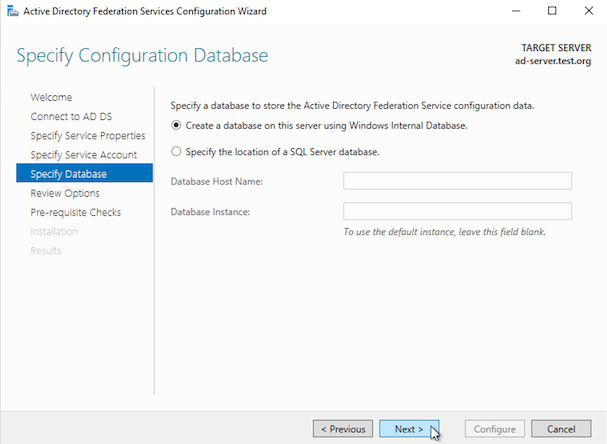 Active Directory Federation Services Configuration Wizard
Specify Configuration Database
TARGET SERVER
ad-server.test.org
Welcome
Connect to AD DS
Specify Service Properties
Specify Service Account
Specify Database
Review Options
Pre-requisite Checks
Installation
Results
Specify a database to store the Active Directory Federation Service configuration data.
Create a database on this server using Windows Internal Database.
Specify the location of a SQL Server database.
Database Host Name:
Database Instance:
To use the default instance, leave this field blank.
< Previous
Next >
Configure
Cancel